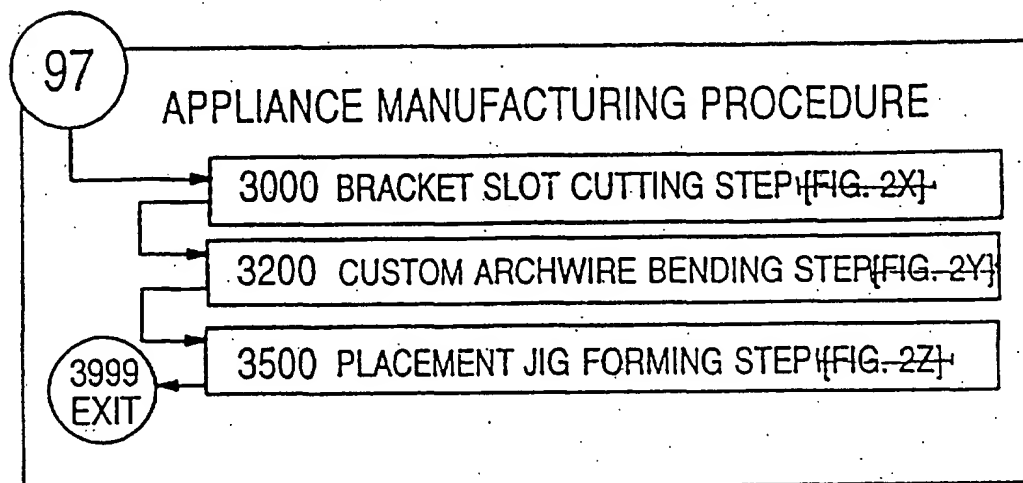 97
APPLIANCE MANUFACTURING PROCEDURE
3000 BRACKET SLOT CUTTING STEP [FIG. 2X]
3200 CUSTOM ARCHWIRE BENDING STEP [FIG. 2Y]
3500 PLACEMENT JIG FORMING STEP [FIG. 2Z]
3999
EXIT